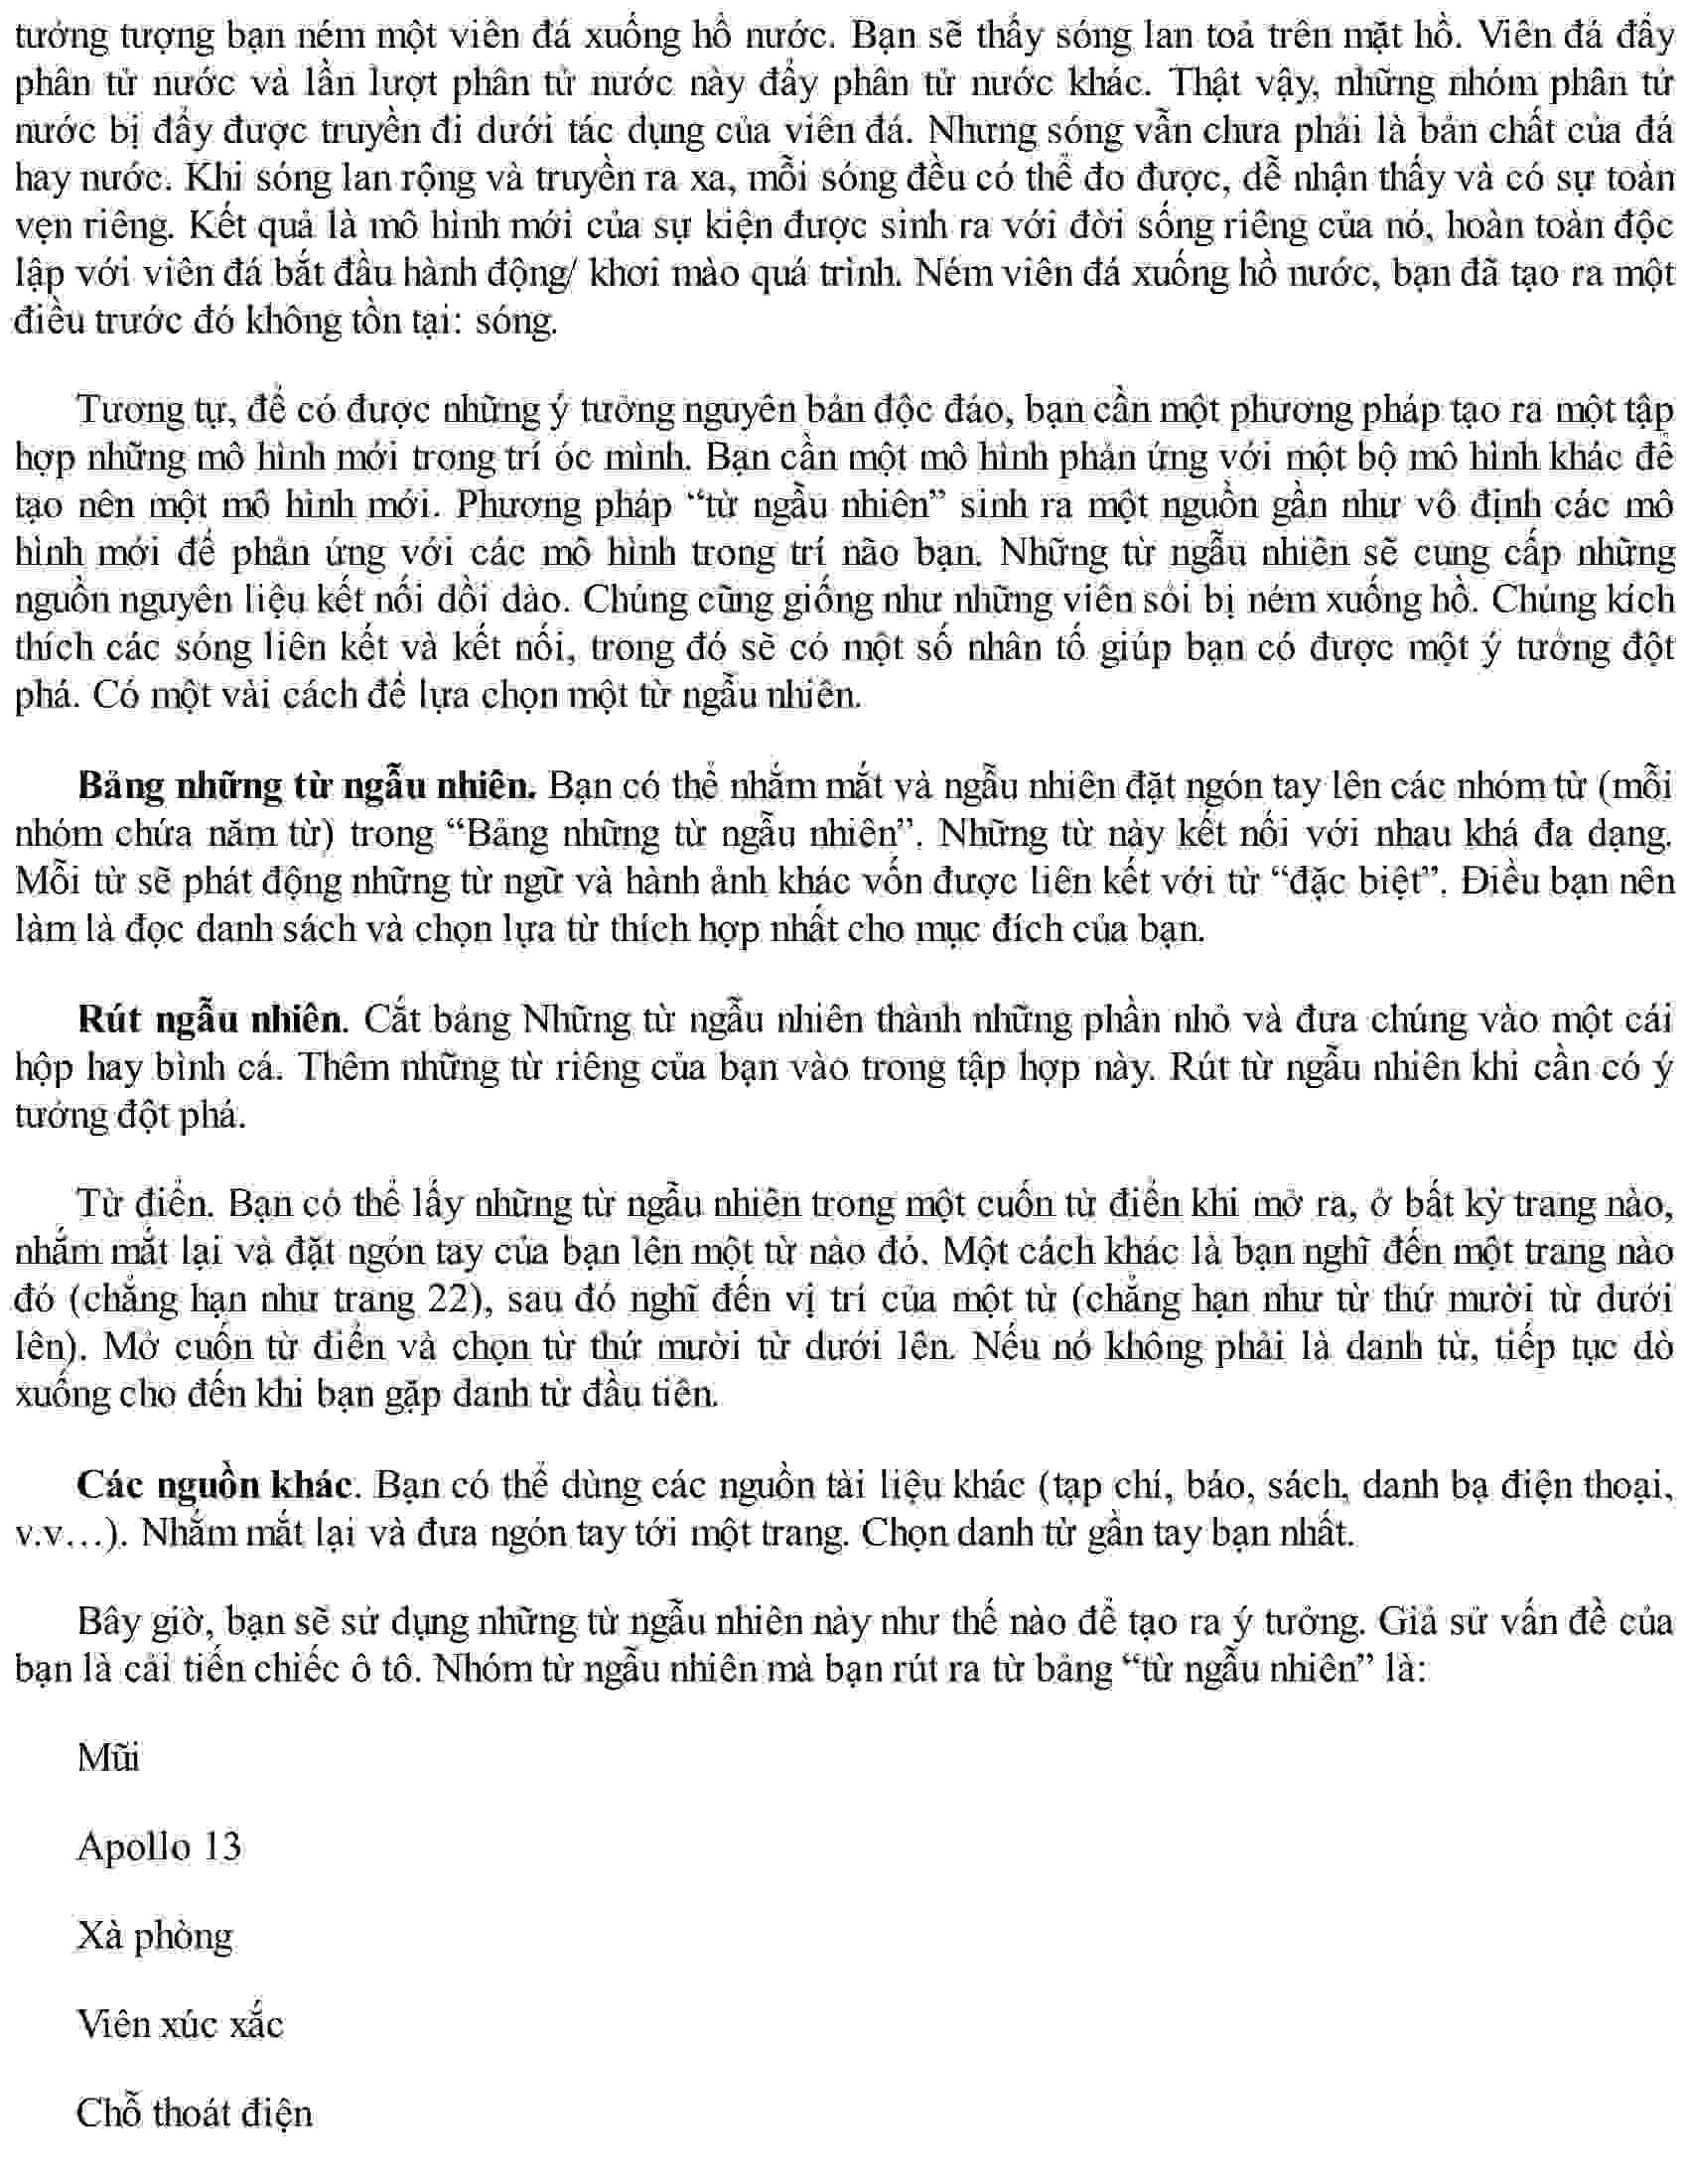 tưởng tượng bạn ném một viên đá xuống hồ nước. Bạn sẽ thấy sóng lan toả trên mặt hồ. Viên đá đẩy
phân tử nước và lần lượt phân tử nước này đẩy phân tử nước khác. Thật vậy, những nhóm phân tử
nước bị đẩy được truyền đi dưới tác dụng của viên đá. Nhưng sóng vẫn chưa phải là bản chất của đá
hay nước. Khi sóng lan rộng và truyền ra xa, mỗi sóng đều có thể đo được, dễ nhận thấy và có sự toàn
vẹn riêng. Kết quả là mô hình mới của sự kiện được sinh ra với đời sống riêng của nó, hoàn toàn độc
lập với viên đá bắt đầu hành động/ khơi mào quá trình. Ném viên đá xuống hồ nước, bạn đã tạo ra một
điều trước đó không tồn tại: sóng.
Tương tự, để có được những ý tưởng nguyên bản độc đáo, bạn cần một phương pháp tạo ra một tập
hợp những mô hình mới trong trí óc mình. Bạn cần một mô hình phản ứng với một bộ mô hình khác để
tạo nên một mô hình mới. Phương pháp “từ ngẫu nhiên” sinh ra một nguồn gần như vô định các mô
hình mới để phản ứng với các mô hình trong trí não bạn. Những từ ngẫu nhiên sẽ cung cấp những
nguồn nguyên liệu kết nối dồi dào. Chúng cũng giống như những viên sỏi bị ném xuống hồ. Chúng kích
thích các sóng liên kết và kết nối, trong đó sẽ có một số nhân tố giúp bạn có được một ý tưởng đột
phá. Có một vài cách để lựa chọn một từ ngẫu nhiên.
Bảng những từ ngẫu nhiên. Bạn có thể nhắm mắt và ngẫu nhiên đặt ngón tay lên các nhóm từ (mỗi
nhóm chứa năm từ) trong “Bảng những từ ngẫu nhiên”. Những từ này kết nối với nhau khá đa dạng.
Mỗi từ sẽ phát động những từ ngữ và hành ảnh khác vốn được liên kết với từ “đặc biệt”. Điều bạn nên
làm là đọc danh sách và chọn lựa từ thích hợp nhất cho mục đích của bạn.
Rút ngẫu nhiên. Cắt bảng Những từ ngẫu nhiên thành những phần nhỏ và đưa chúng vào một cái
hộp hay bình cá. Thêm những từ riêng của bạn vào trong tập hợp này. Rút từ ngẫu nhiên khi cần có ý
tưởng đột phá.
Từ điển. Bạn có thể lấy những từ ngẫu nhiên trong một cuốn từ điển khi mở ra, ở bất kỳ trang nào,
nhắm mắt lại và đặt ngón tay của bạn lên một từ nào đó. Một cách khác là bạn nghĩ đến một trang nào
đó (chẳng hạn như trang 22), sau đó nghĩ đến vị trí của một từ (chẳng hạn như từ thứ mười từ dưới
lên). Mở cuốn từ điển và chọn từ thứ mười từ dưới lên. Nếu nó không phải là danh từ, tiếp tục dò
xuống cho đến khi bạn gặp danh từ đầu tiên.
Các nguồn khác. Bạn có thể dùng các nguồn tài liệu khác (tạp chí, báo, sách, danh bạ điện thoại,
v.v…). Nhắm mắt lại và đưa ngón tay tới một trang. Chọn danh từ gần tay bạn nhất.
Bây giờ, bạn sẽ sử dụng những từ ngẫu nhiên này như thế nào để tạo ra ý tưởng. Giả sử vấn đề của
bạn là cải tiến chiếc ô tô. Nhóm từ ngẫu nhiên mà bạn rút ra từ bảng “từ ngẫu nhiên” là:
Mũi
Apollo 13
Xà phòng
Viên xúc xắc
Chỗ thoát điện